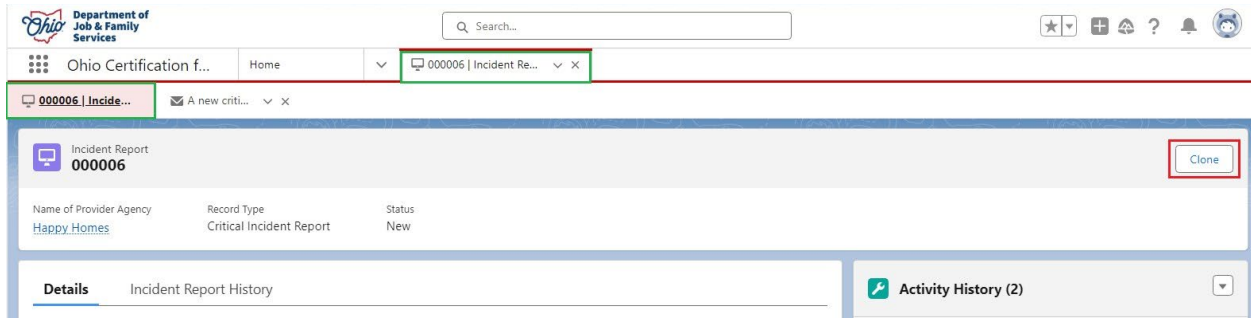 Ohio
Department of
Job & Family
Services
Search...
?
Ohio Certification f...
Home
000006 | Incident Re...
000006 | Incide...
A new criti...
Incident Report
000006
Clone
Name of Provider Agency
Record Type
Status
Happy Homes
Critical Incident Report
New
Details
Incident Report History
Activity History (2)